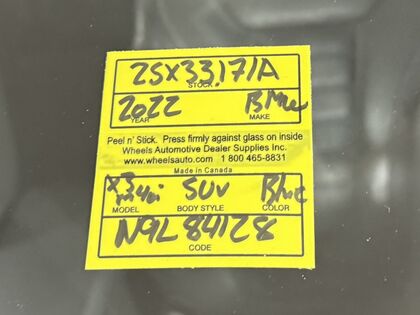 25X33171A
STOCK
2022 BMW
YEAR MAKE
Peel n' Stick. Press firmly against glass on inside
Wheels Automotive Dealer Supplies Inc.
www.wheelsauto.com 1 800 465-8831
Made in Canada
X3 m40i SUV Blue
MODEL BODY STYLE COLOR
N9L84128
CODE